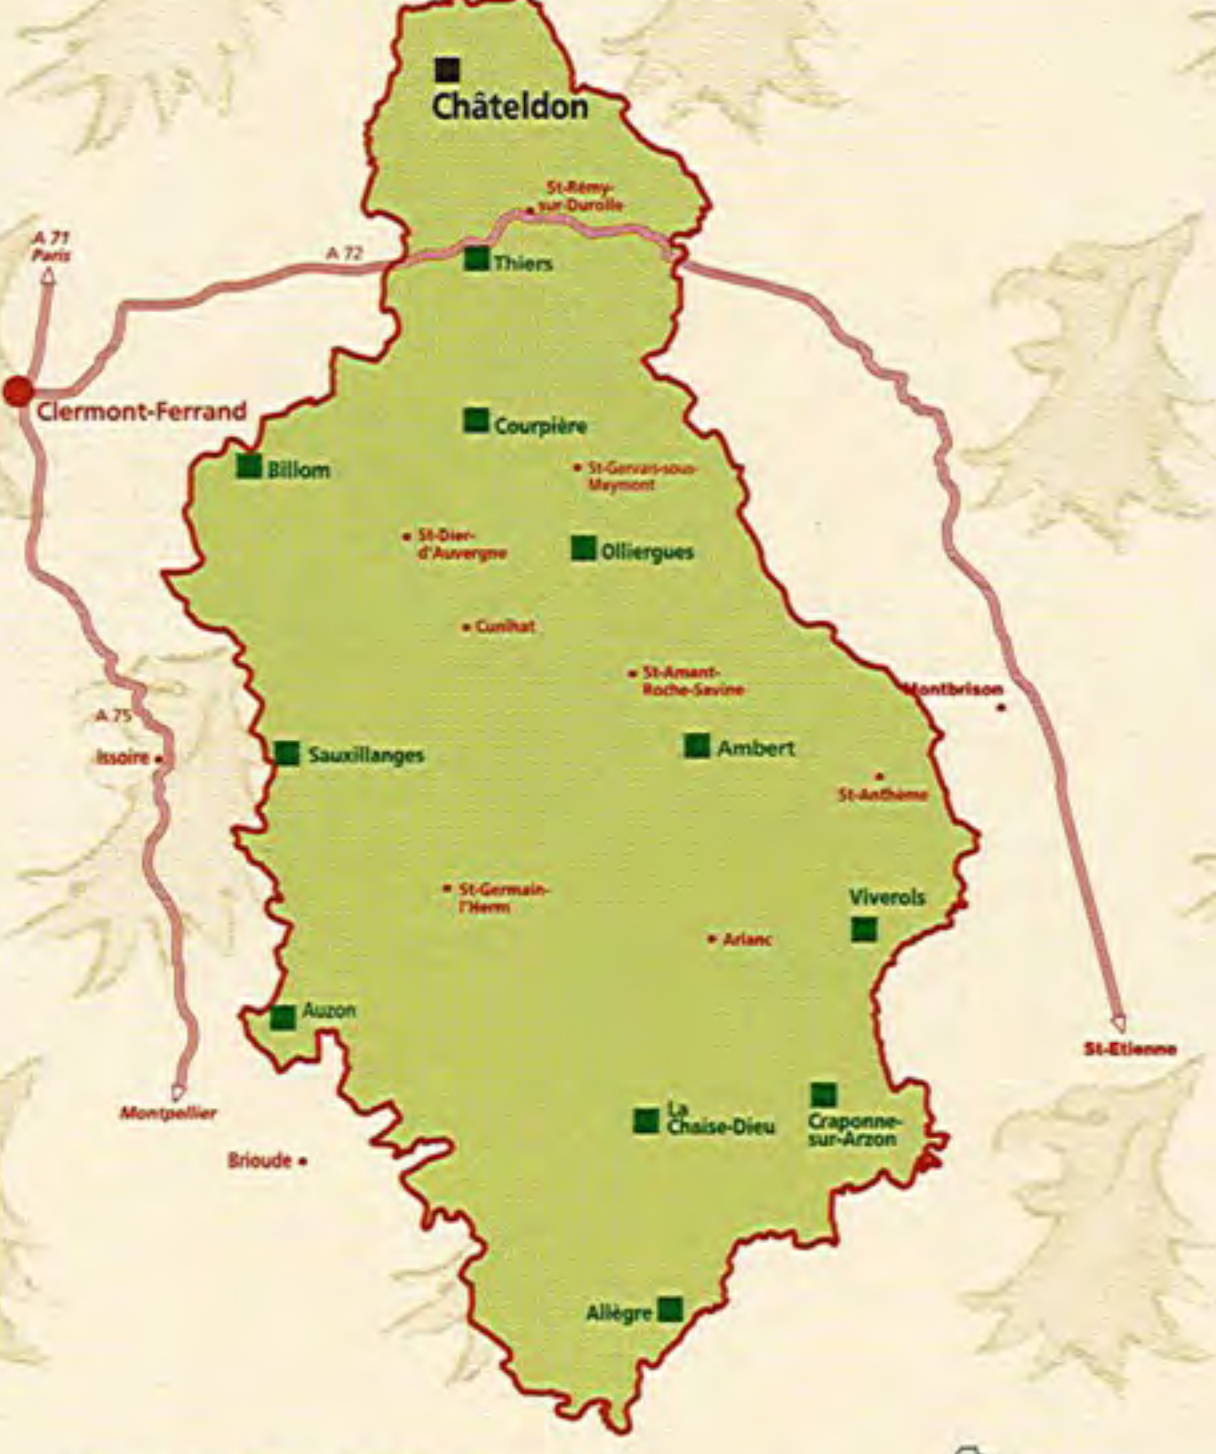 Châteldon
St-Rémy-
sur-Durolle
A 71
Paris
A 72
Thiers
Clermont-Ferrand
Courpière
Billom
St-Gervais-sous-
Meymont
St-Dier-
d'Auvergne
Olliergues
Cunlhat
St-Amant-
Roche-Savine
Montbrison
A 75
Issoire
Sauxillanges
Ambert
St-Anthème
St-Germain-
l'Herm
Viverols
Arlanc
Auzon
St-Etienne
Montpellier
La
Chaise-Dieu
Craponne-
sur-Arzon
Brioude
Allègre